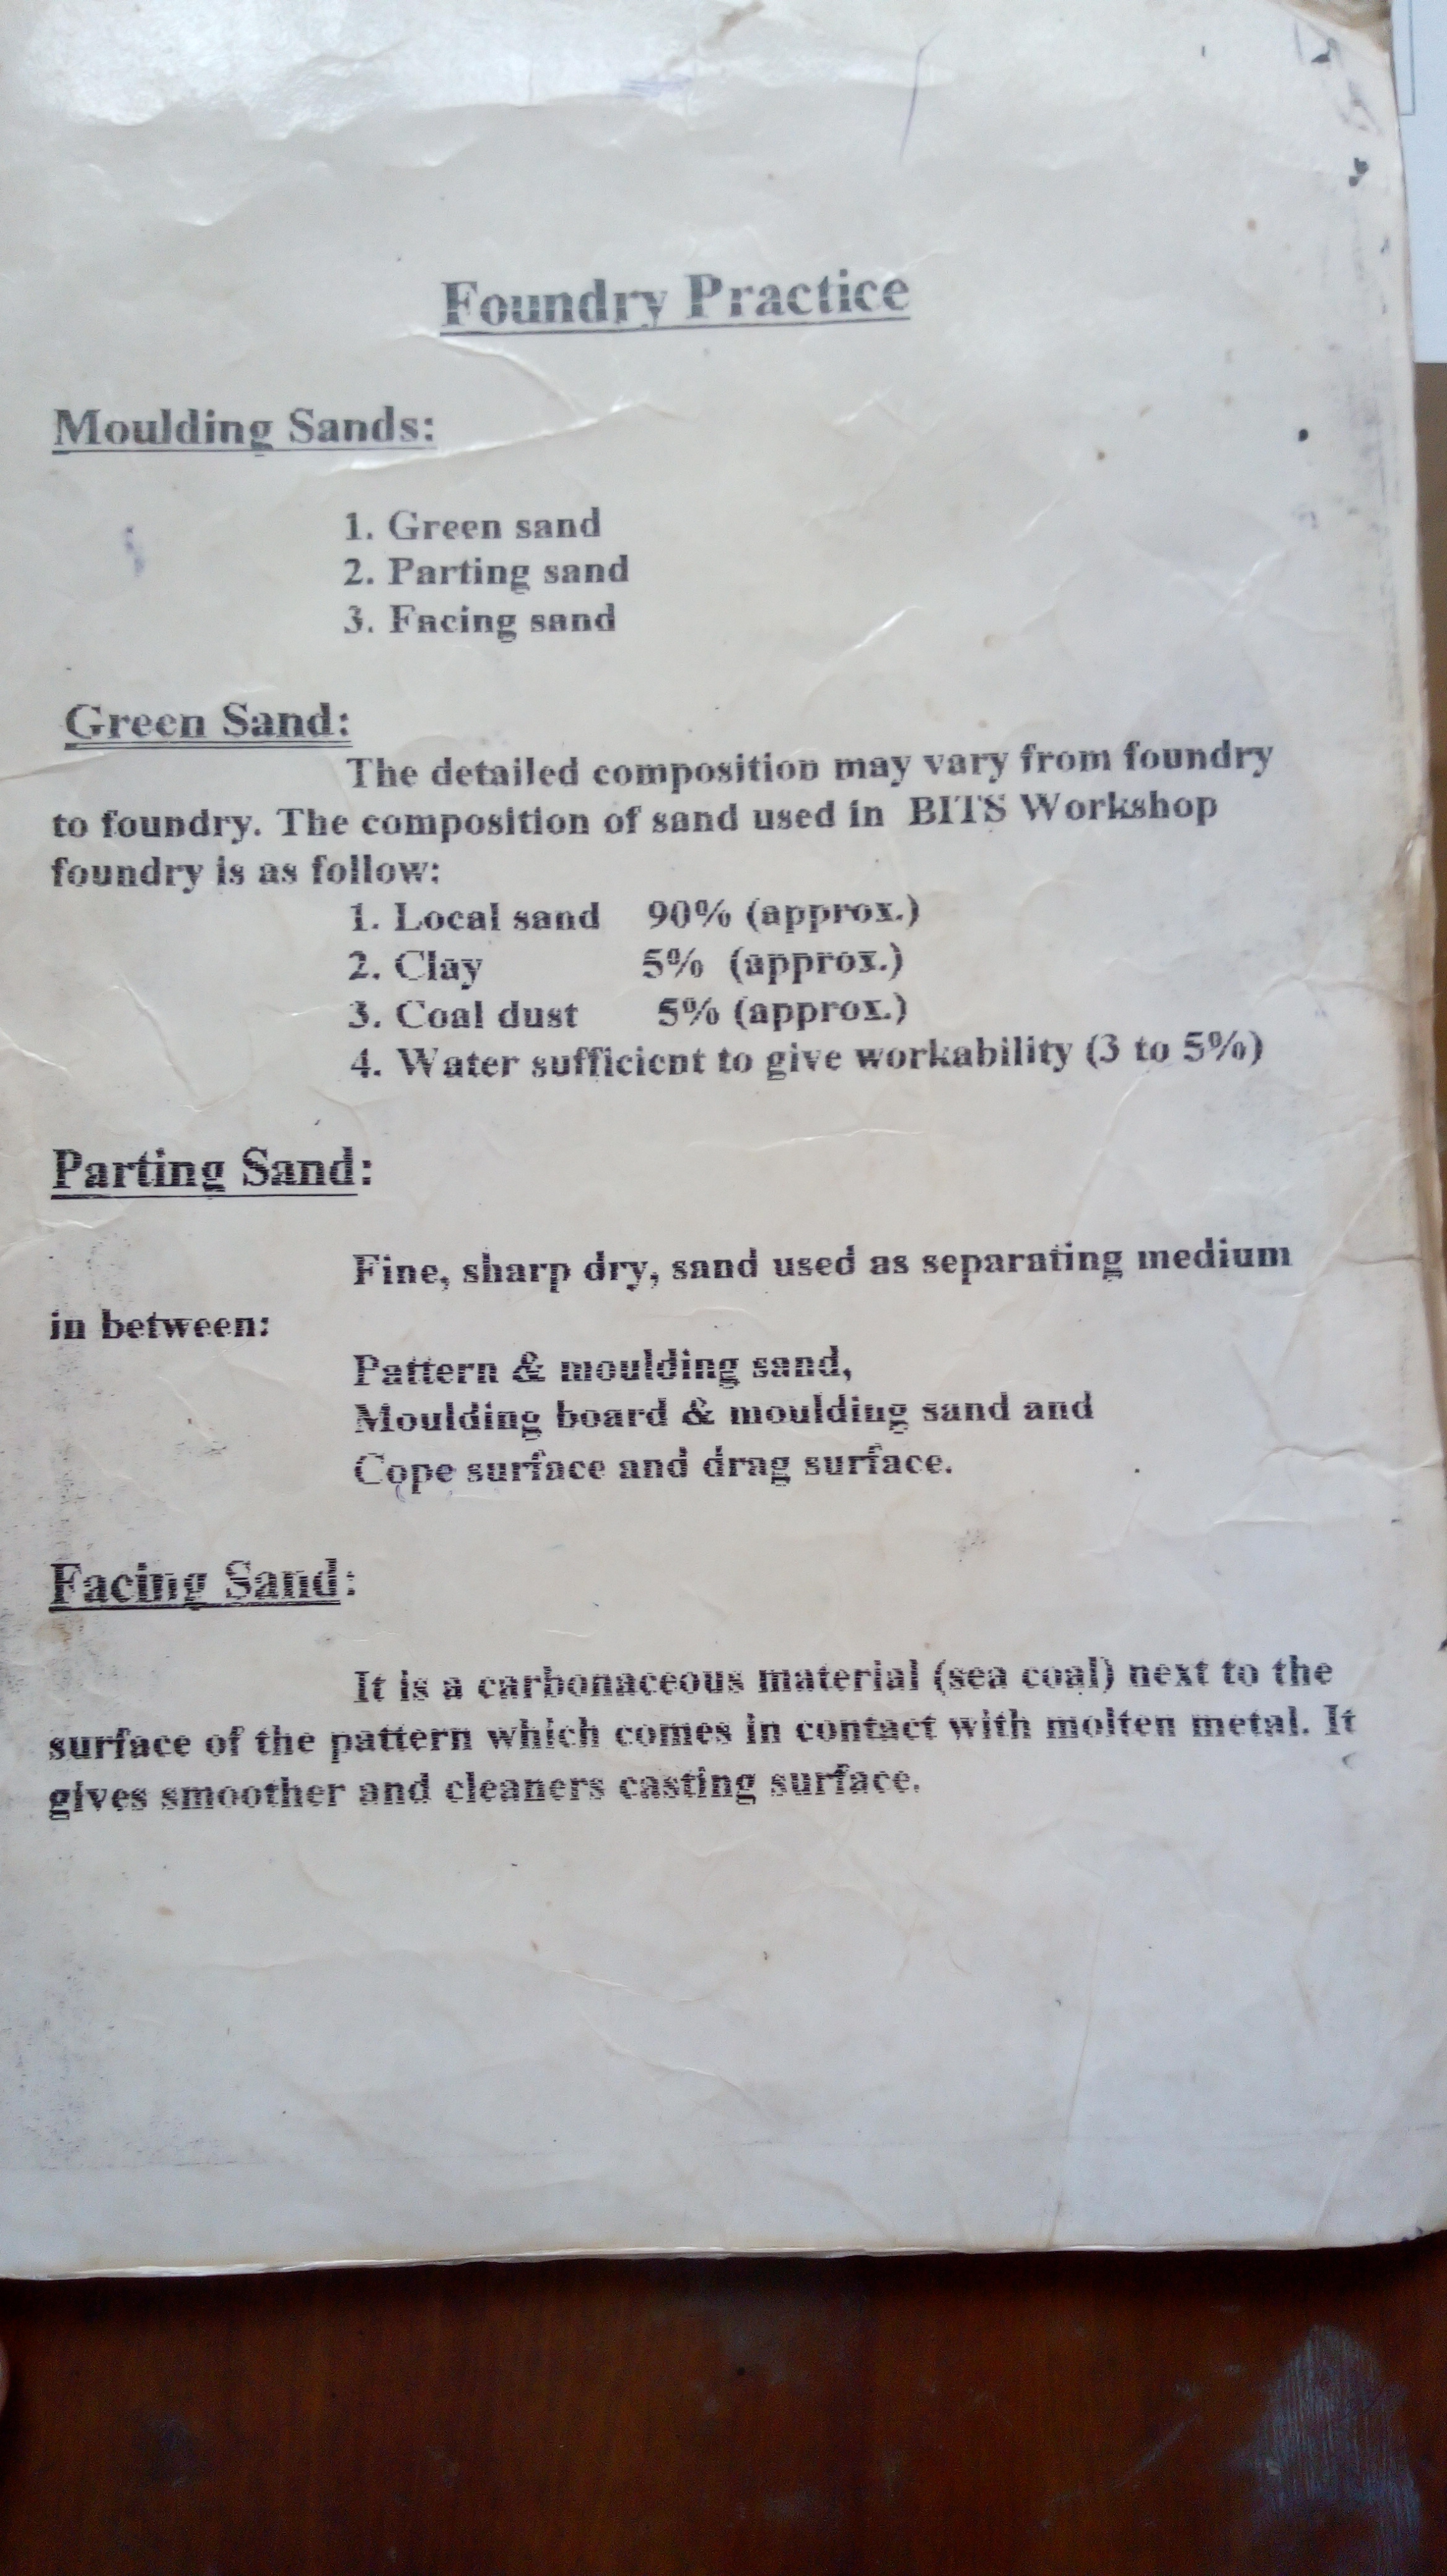 Foundry Practice
Moulding Sands:
1. Green sand
2. Parting sand
3. Facing sand
Green Sand:
The detailed composition may vary from foundry
to foundry. The composition of sand used in BITS Workshop
foundry is as follow:
1. Local sand 90% (approx.)
2. Clay 5% (approx.)
3. Coal dust 5% (approx.)
4. Water sufficient to give workability (3 to 5%)
Parting Sand:
Fine, sharp dry, sand used as separating medium
in between:
Pattern & moulding sand,
Moulding board & moulding sand and
Cope surface and drag surface.
Facing Sand:
It is a carbonaceous material (sea coal) next to the
surface of the pattern which comes in contact with molten metal. It
gives smoother and cleaners casting surface.